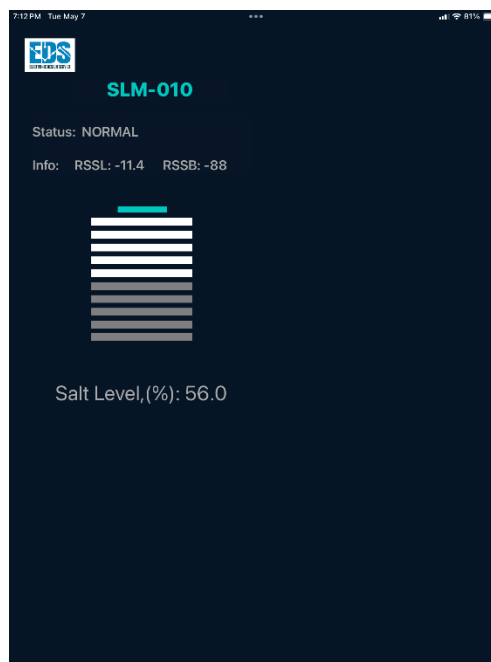 7:12 PM Tue May 7
81%
EDS
SLM-010
Status: NORMAL
Info: RSSL: -11.4 RSSB: -88
Salt Level,(%): 56.0